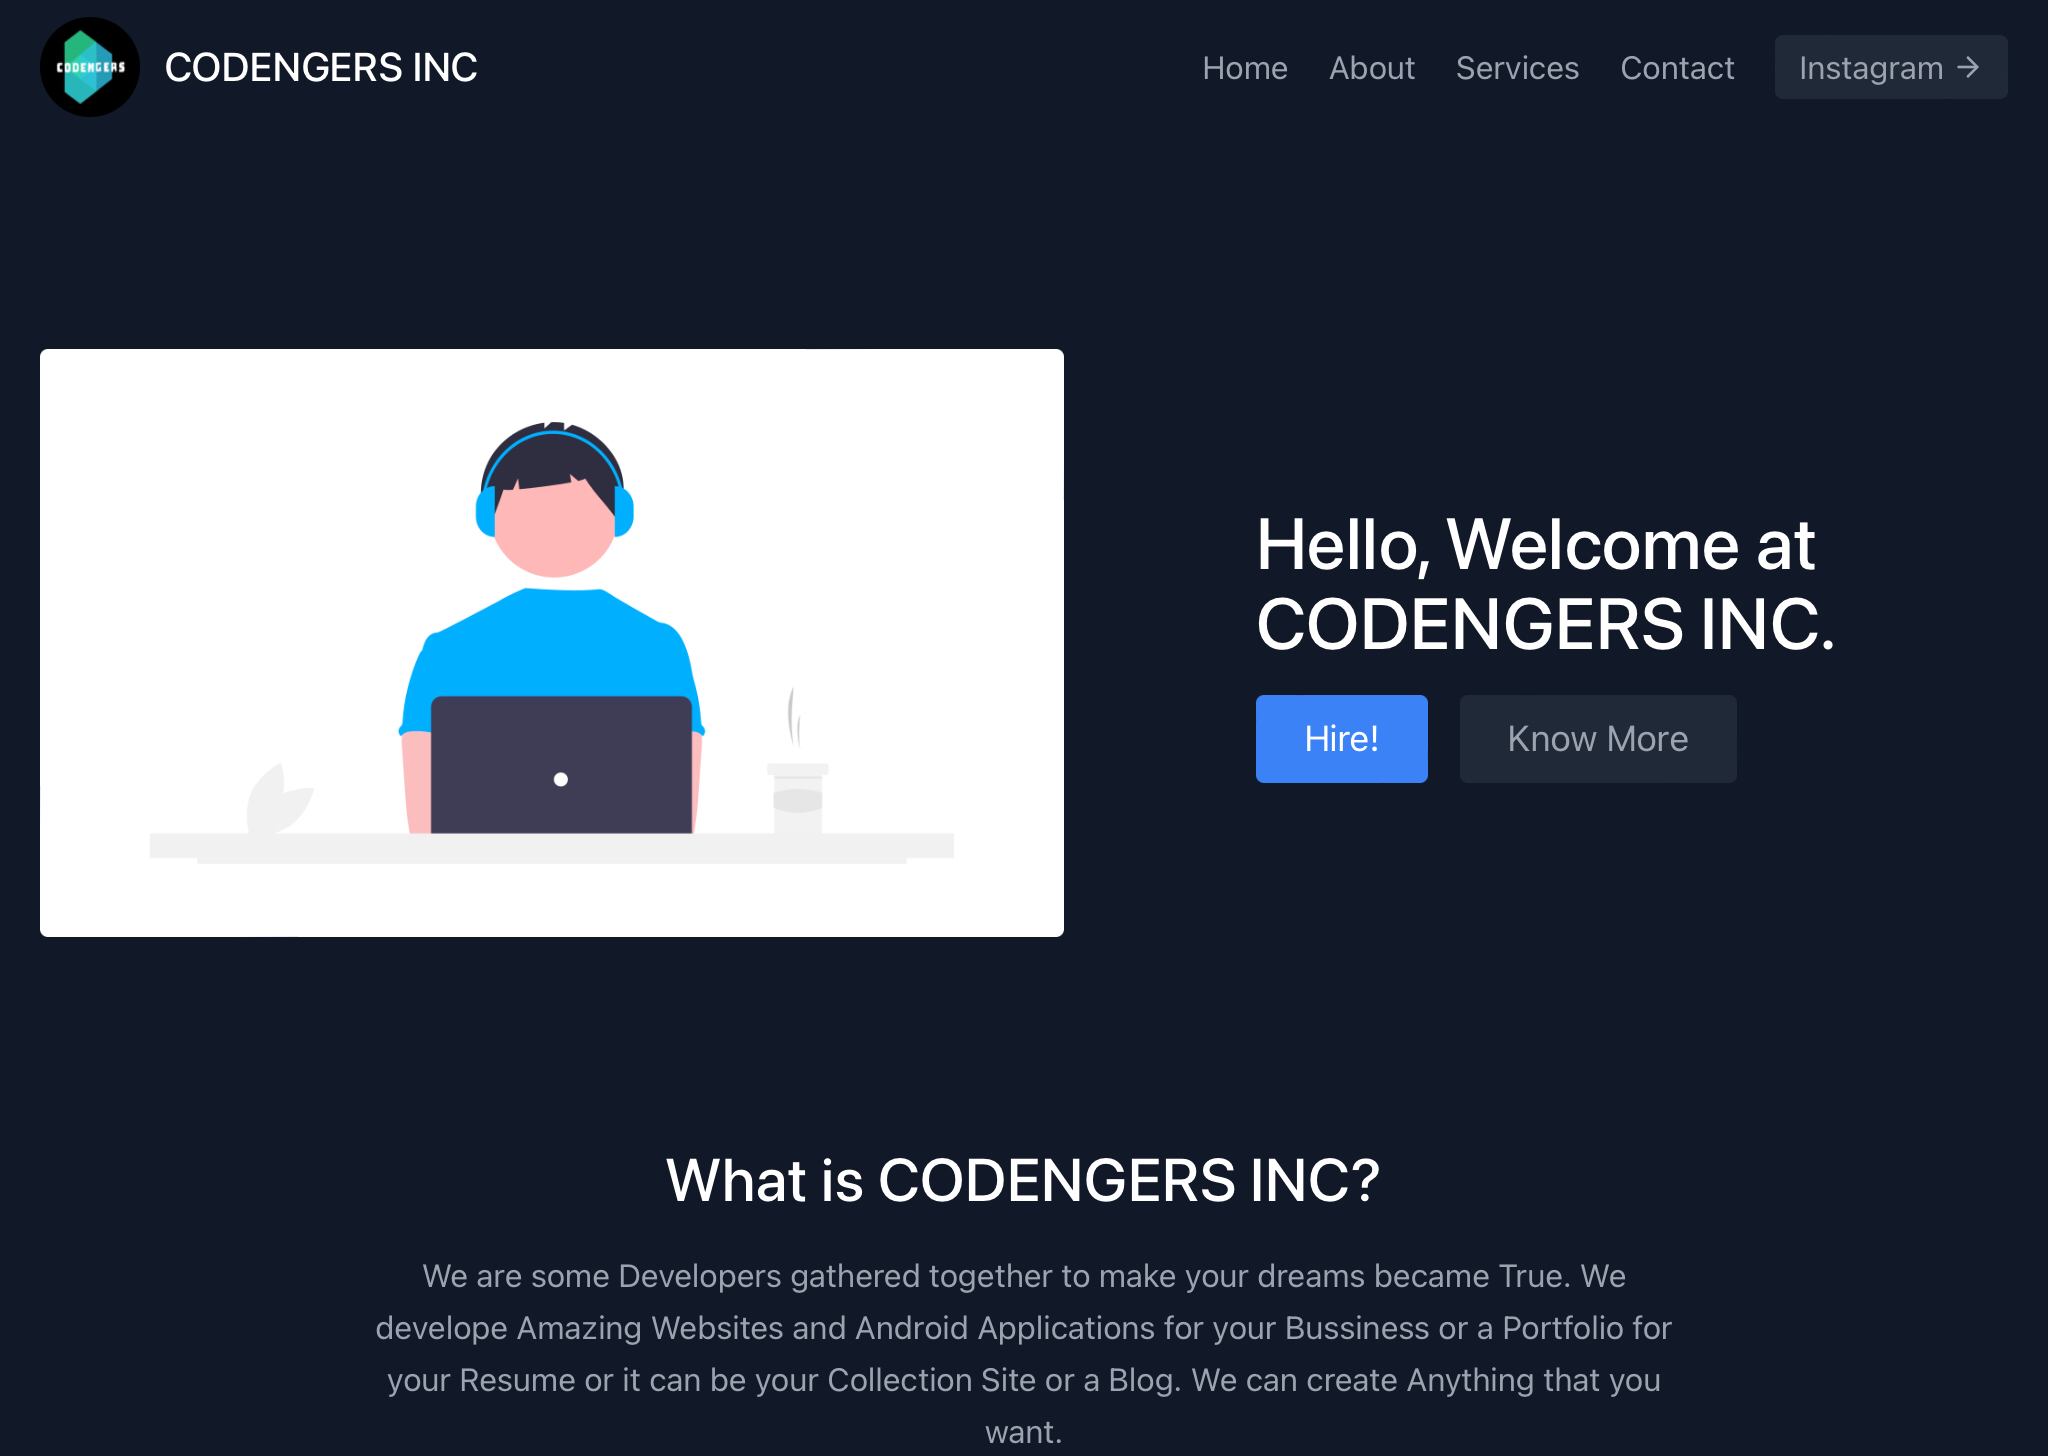 CODENGERS
CODENGERS INC
Home
About
Services
Contact
Instagram →
Hello, Welcome at
CODENGERS INC.
Hire!
Know More
What is CODENGERS INC?
We are some Developers gathered together to make your dreams became True. We
develope Amazing Websites and Android Applications for your Bussiness or a Portfolio for
your Resume or it can be your Collection Site or a Blog. We can create Anything that you
want.